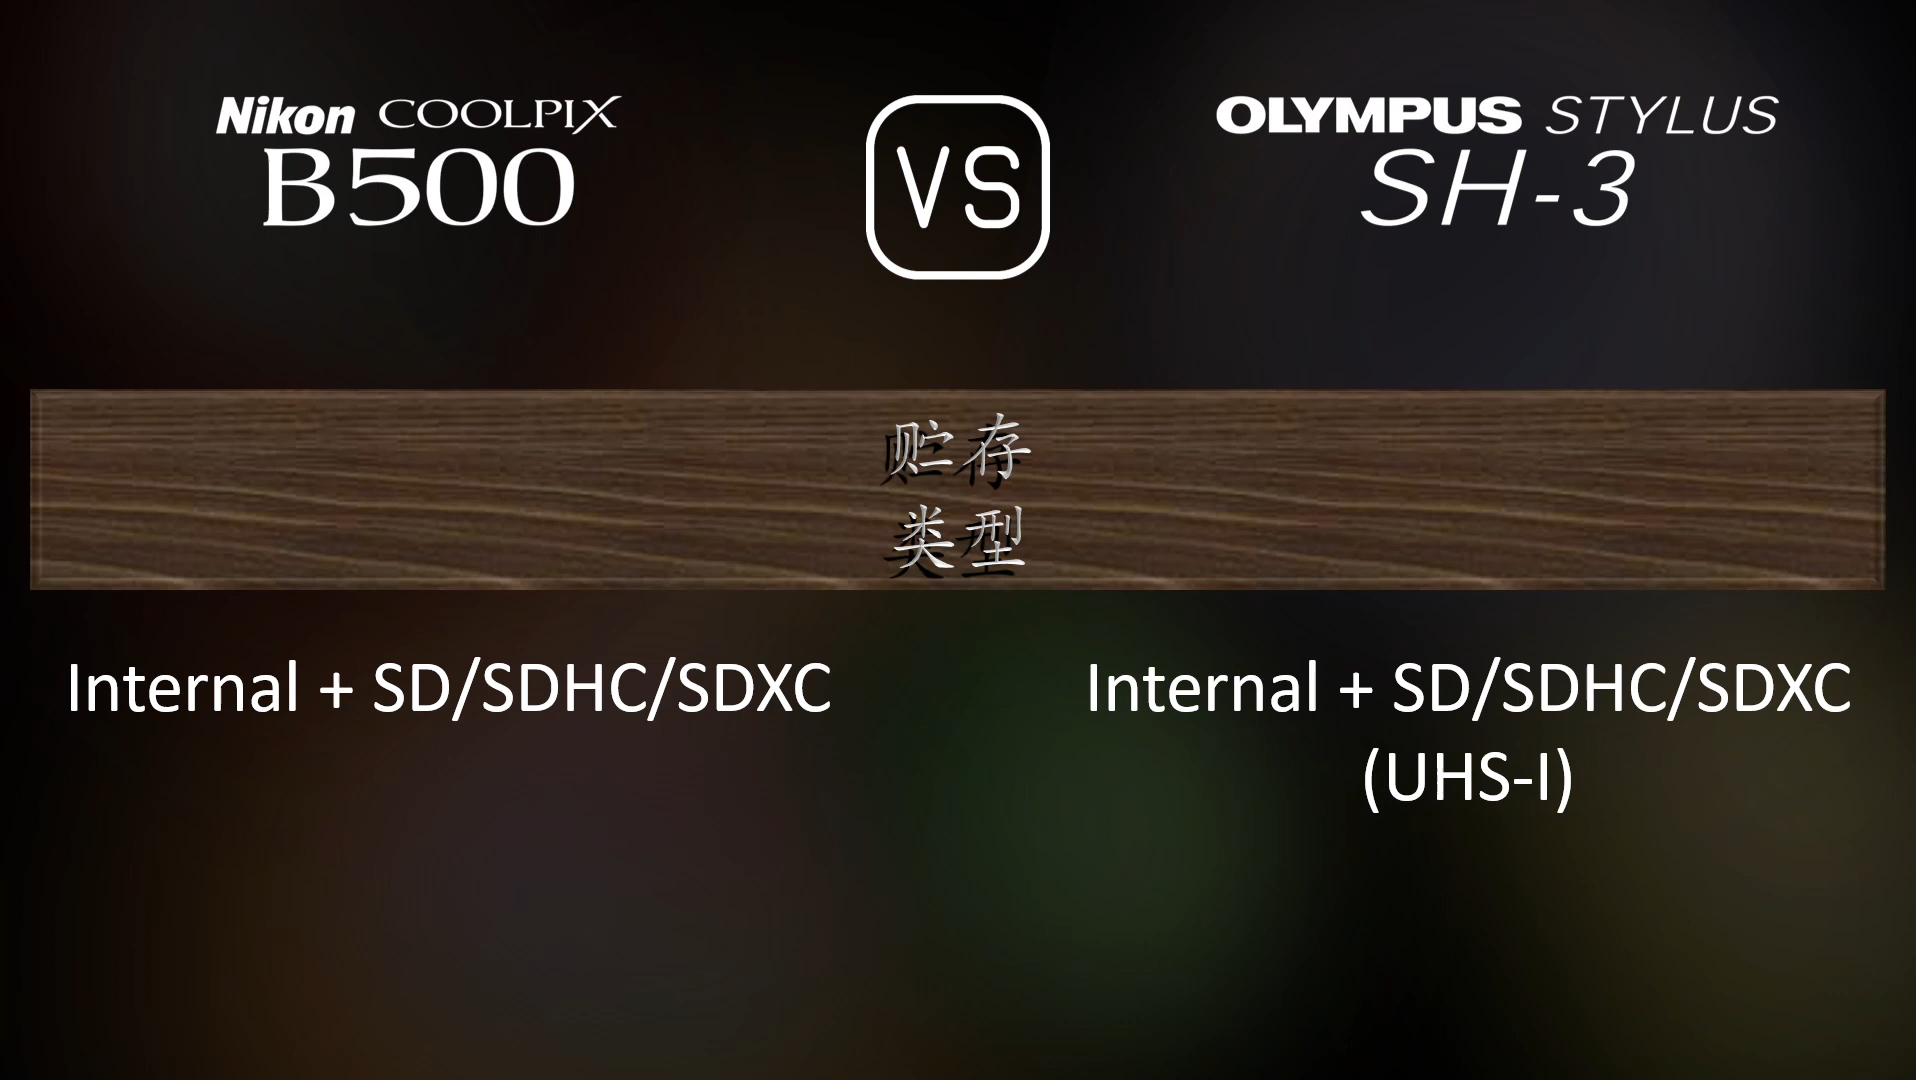 Nikon COOLPIX
B500
VS
OLYMPUS STYLUS
SH-3
贮存
类型
Internal + SD/SDHC/SDXC
Internal + SD/SDHC/SDXC
(UHS-I)